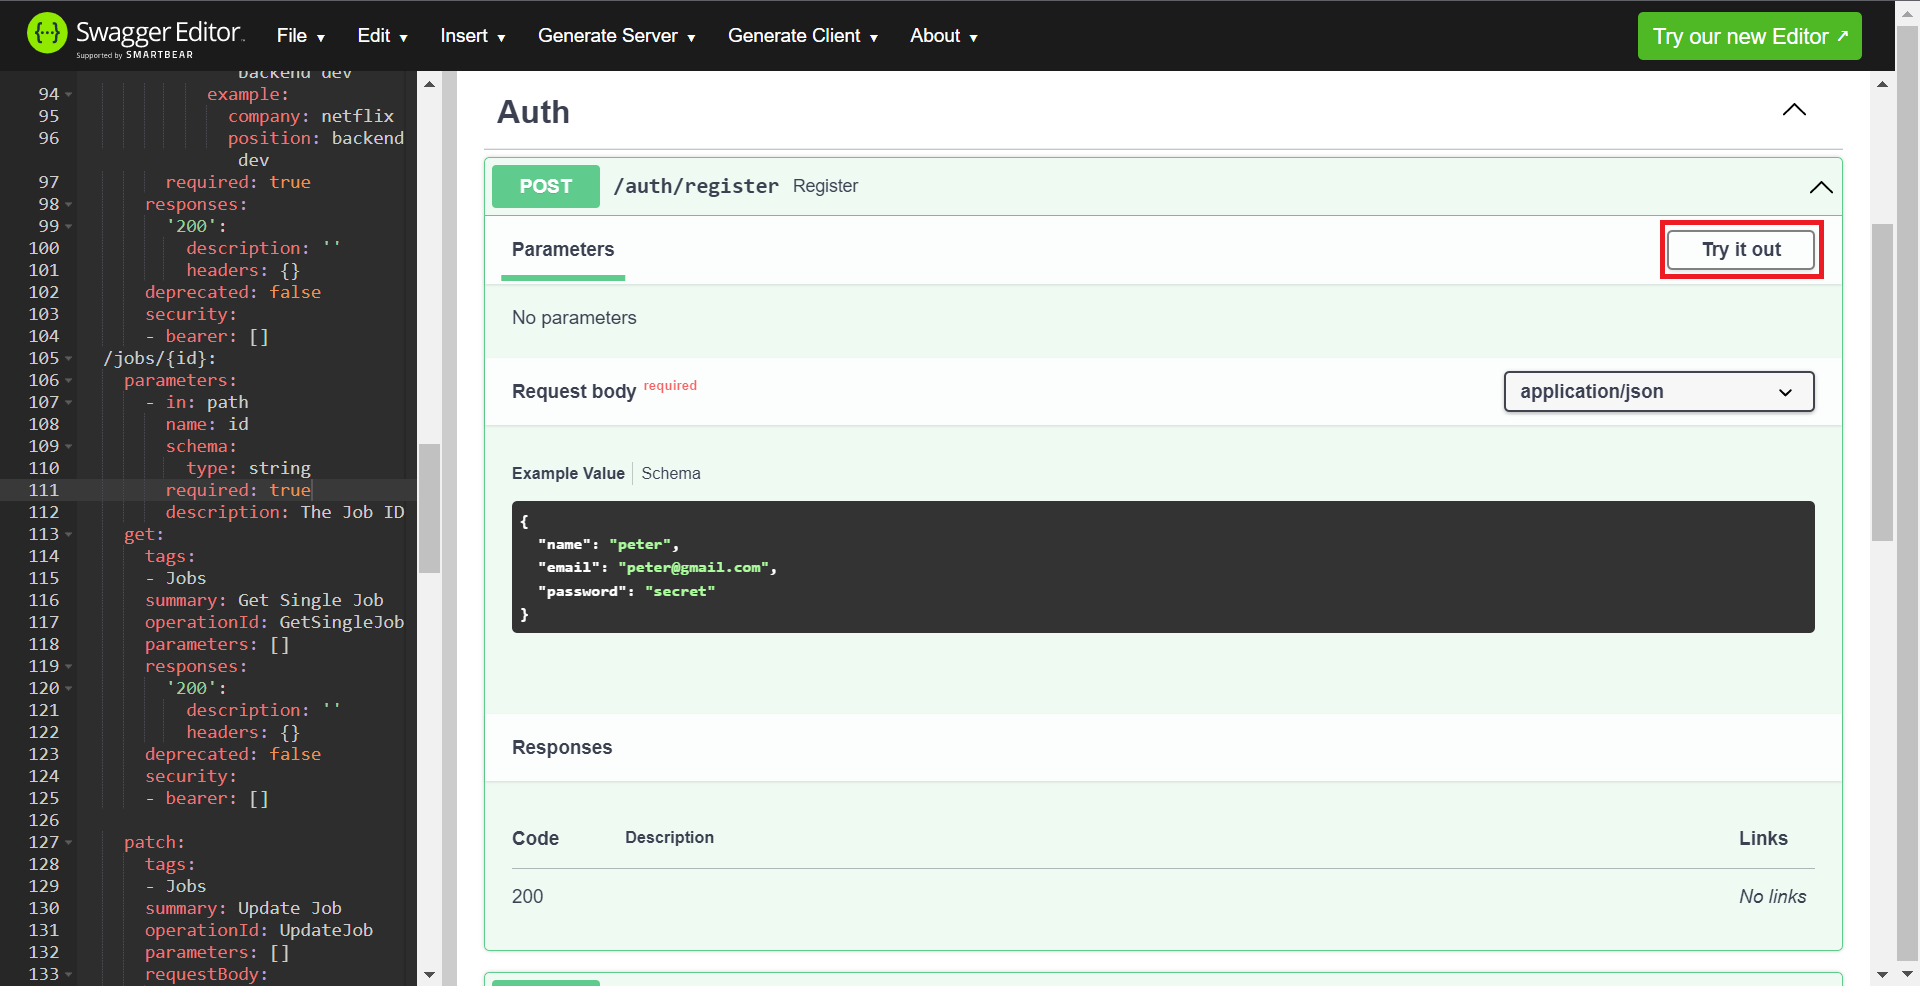 Swagger Editor.
Supported by SMARTBEAR
File
Edit
Insert
Generate Server
Generate Client
About
Try our new Editor ↗
backend dev
94 example:
95 company: netflix
96 position: backend
dev
97 required: true
98 responses:
99 '200':
100 description: ''
101 headers: {}
102 deprecated: false
103 security:
104 - bearer: []
105 /jobs/{id}:
106 parameters:
107 - in: path
108 name: id
109 schema:
110 type: string
111 required: true
112 description: The Job ID
113 get:
114 tags:
115 - Jobs
116 summary: Get Single Job
117 operationId: GetSingleJob
118 parameters: []
119 responses:
120 '200':
121 description: ''
122 headers: {}
123 deprecated: false
124 security:
125 - bearer: []
126
127 patch:
128 tags:
129 - Jobs
130 summary: Update Job
131 operationId: UpdateJob
132 parameters: []
133 requestBody:
Auth
POST /auth/register Register
Parameters
Try it out
No parameters
Request body required
application/json
Example Value Schema
{
"name": "peter",
"email": "peter@gmail.com",
"password": "secret"
}
Responses
Code Description Links
200 No links